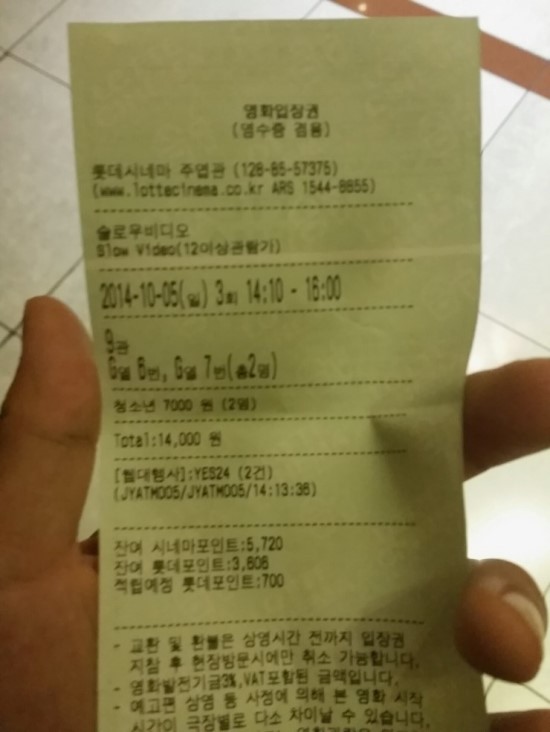 영화입장권
(영수증 겸용)
롯데시네마 주엽관 (128-85-57375)
(www.lottecinema.co.kr ARS 1544-8855)
슬로우비디오
Slow Video(12이상관람가)
2014-10-05(일) 3회 14:10 - 16:00
9관
G열 6번, G열 7번(총2명)
청소년 7000 원 (2명)
Total:14,000 원
[웹대행사]:YES24 (2건)
(JYATM005/JYATM005/14:13:36)
잔여 시네마포인트:5,720
잔여 롯데포인트:3,606
적립예정 롯데포인트:700
- 교환 및 환불은 상영시간 전까지 입장권
지참 후 현장방문시에만 취소 가능합니다.
- 영화발전기금3%,VAT포함된 금액입니다.
- 예고편 상영 등 사정에 의해 본 영화 시작
시간이 극장별로 다소 차이날 수 있습니다.